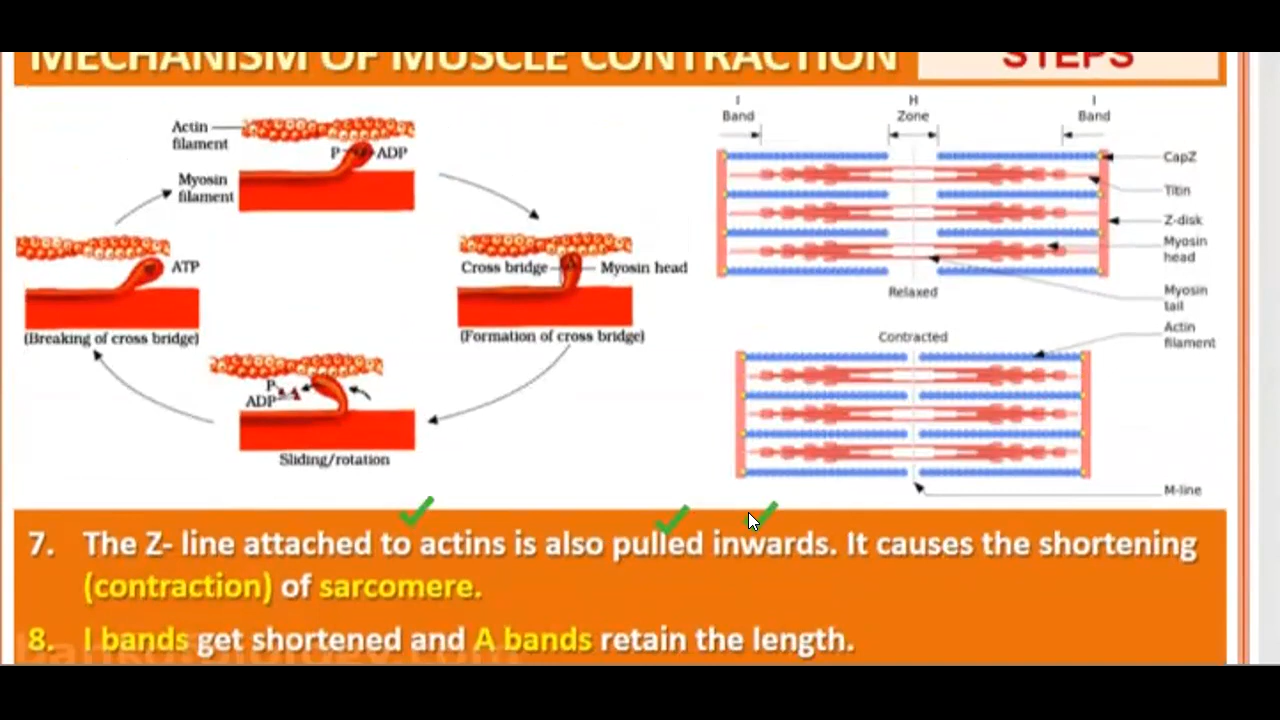 MECHANISM OF MUSCLE CONTRACTION
STEPS
Actin
filament
P
ADP
Myosin
filament
ATP
(Breaking of cross bridge)
Cross bridge
Myosin head
(Formation of cross bridge)
P
ADP
Sliding/rotation
I
Band
H
Zone
I
Band
CapZ
Titin
Z-disk
Myosin
head
Myosin
tail
Relaxed
Contracted
Actin
filament
M-line
7. The Z- line attached to actins is also pulled inwards. It causes the shortening
(contraction) of sarcomere.
8. I bands get shortened and A bands retain the length.